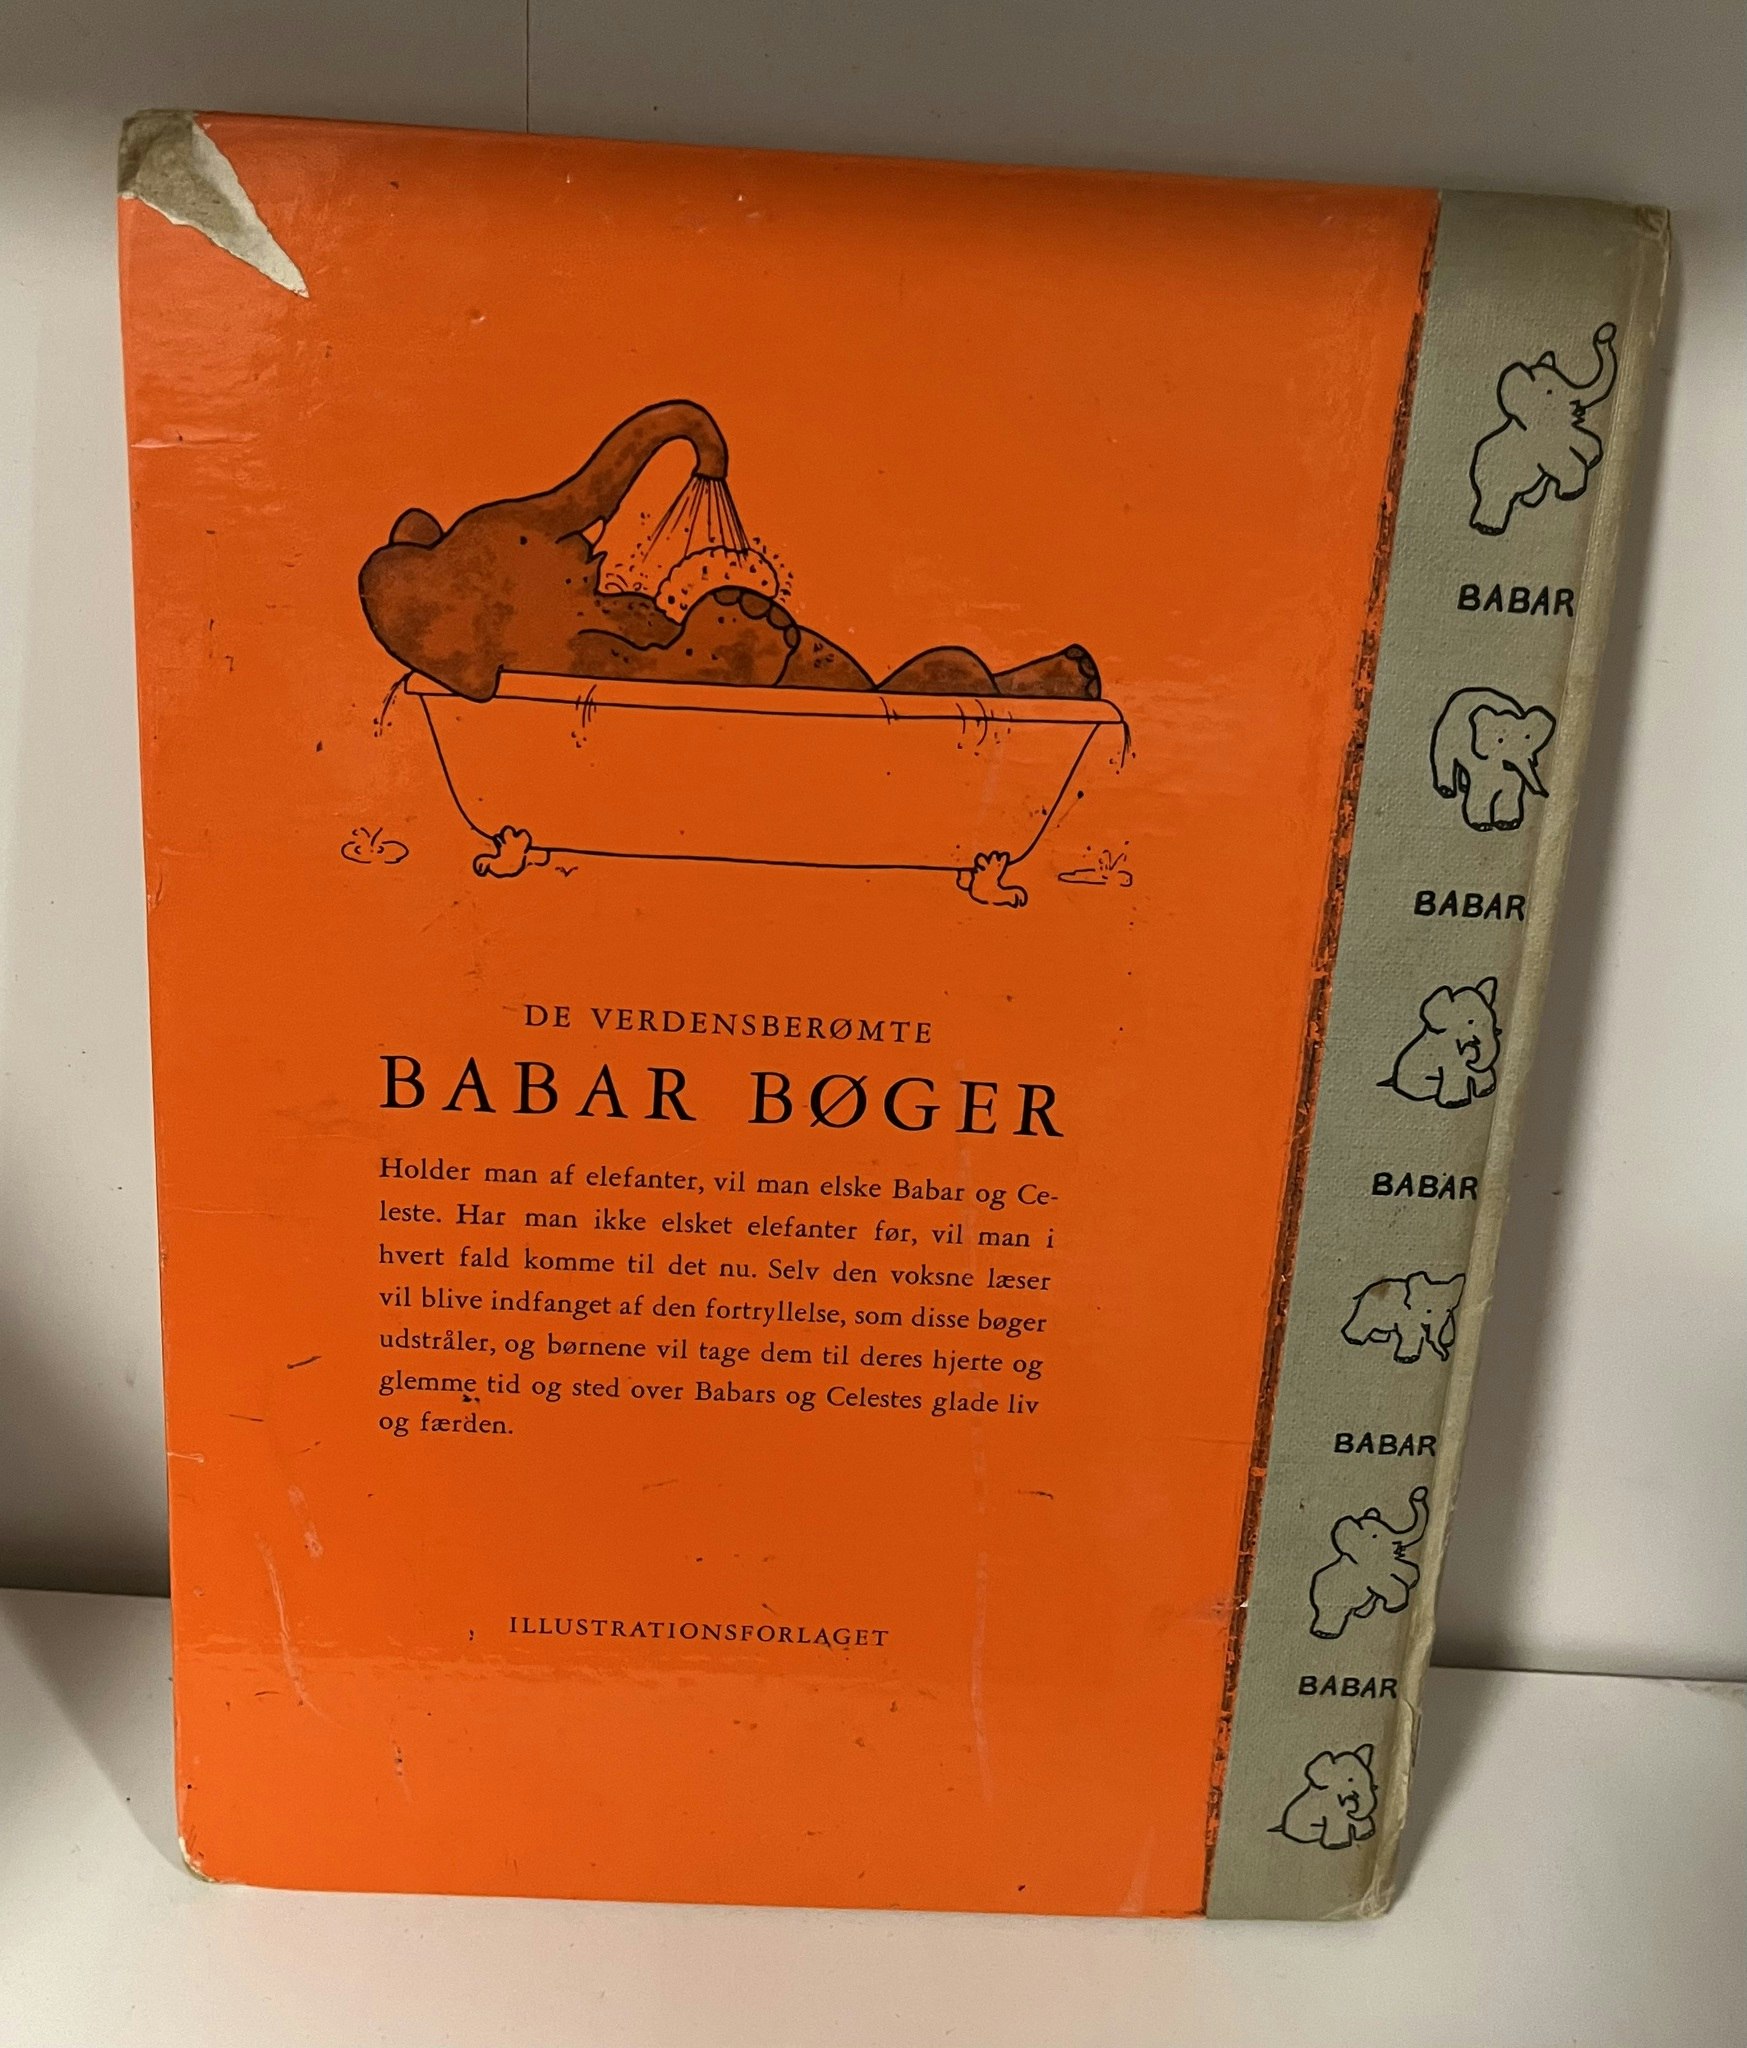 DE VERDENSBERØMTE
BABAR BØGER
Holder man af elefanter, vil man elske Babar og Ce-
leste. Har man ikke elsket elefanter før, vil man i
hvert fald komme til det nu. Selv den voksne læser
vil blive indfanget af den fortryllelse, som disse bøger
udstråler, og børnene vil tage dem til deres hjerte og
glemme tid og sted over Babars og Celestes glade liv
og færden.
ILLUSTRATIONSFORLAGET
BABAR
BABAR
BABAR
BABAR
BABAR